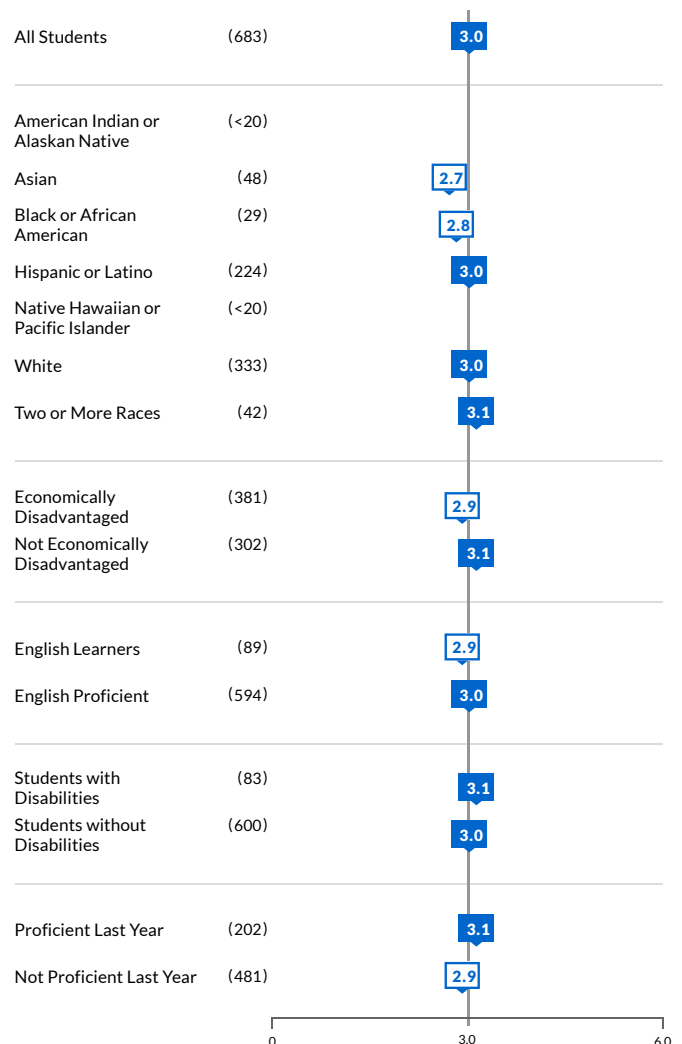 All Students (683) 3.0
American Indian or (<20)
Alaskan Native
Asian (48) 2.7
Black or African (29) 2.8
American
Hispanic or Latino (224) 3.0
Native Hawaiian or (<20)
Pacific Islander
White (333) 3.0
Two or More Races (42) 3.1
Economically (381) 2.9
Disadvantaged
Not Economically (302) 3.1
Disadvantaged
English Learners (89) 2.9
English Proficient (594) 3.0
Students with (83) 3.1
Disabilities
Students without (600) 3.0
Disabilities
Proficient Last Year (202) 3.1
Not Proficient Last Year (481) 2.9
0 3.0 6.0